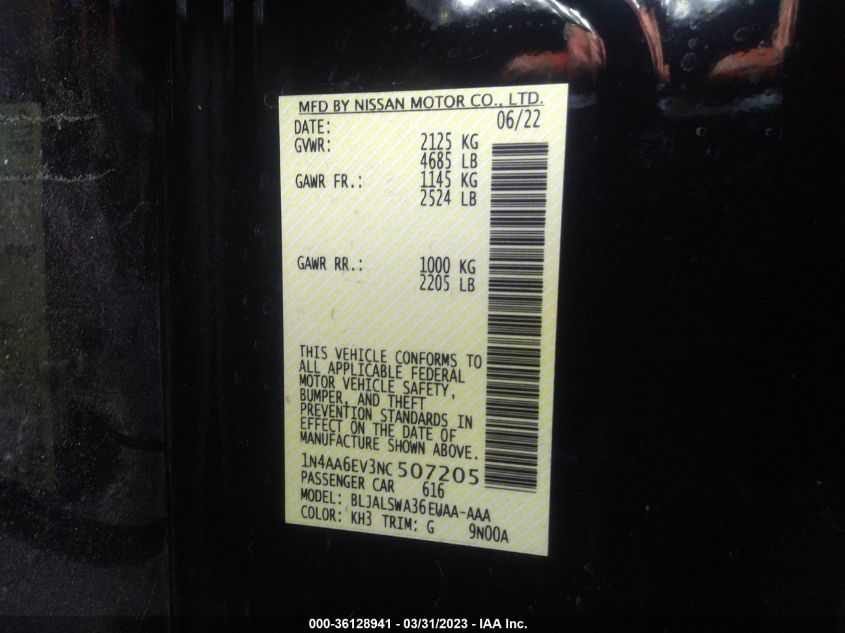 MFD BY NISSAN MOTOR CO., LTD.
DATE: 06/22
GVWR: 2125 KG
4685 LB
GAWR FR.: 1145 KG
2524 LB
GAWR RR.: 1000 KG
2205 LB
THIS VEHICLE CONFORMS TO
ALL APPLICABLE FEDERAL
MOTOR VEHICLE SAFETY,
BUMPER, AND THEFT
PREVENTION STANDARDS IN
EFFECT ON THE DATE OF
MANUFACTURE SHOWN ABOVE.
1N4AA6EV3NC507205
PASSENGER CAR 616
MODEL: BLJALSWA36EUAA-AAA
COLOR: KH3 TRIM: G 9N00A
000-36128941 - 03/31/2023 - IAA Inc.